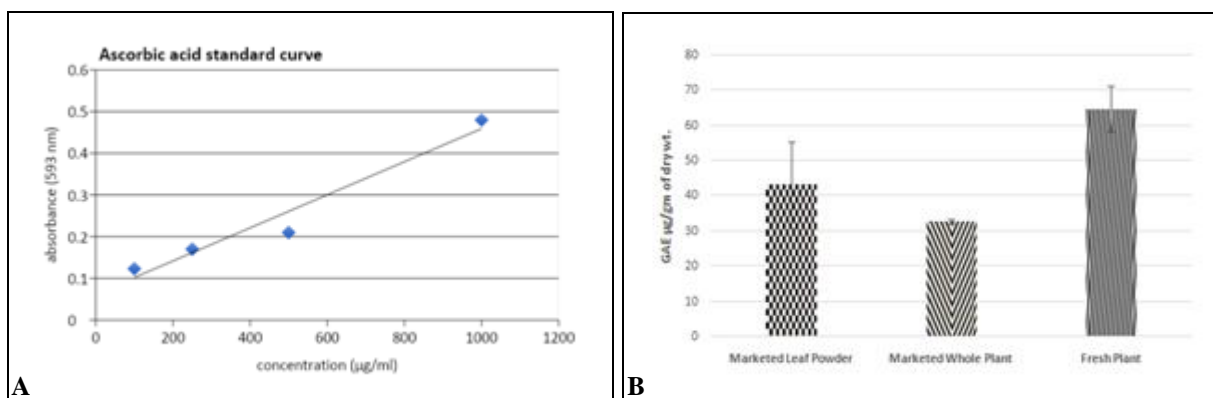 Ascorbic acid standard curve
0.6
0.5
0.4
0.3
0.2
0.1
0
absorbance (593 nm)
0 200 400 600 800 1000 1200
concentration (µg/ml)
A
80
70
60
50
40
30
20
10
0
GAE µg/gm of drywt.
Marketed Leaf Powder Marketed Whole Plant Fresh Plant
B